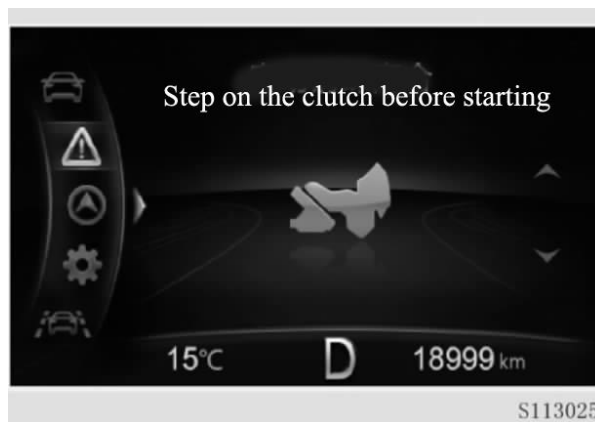 Step on the clutch before starting
15℃ D 18999 km
S113025